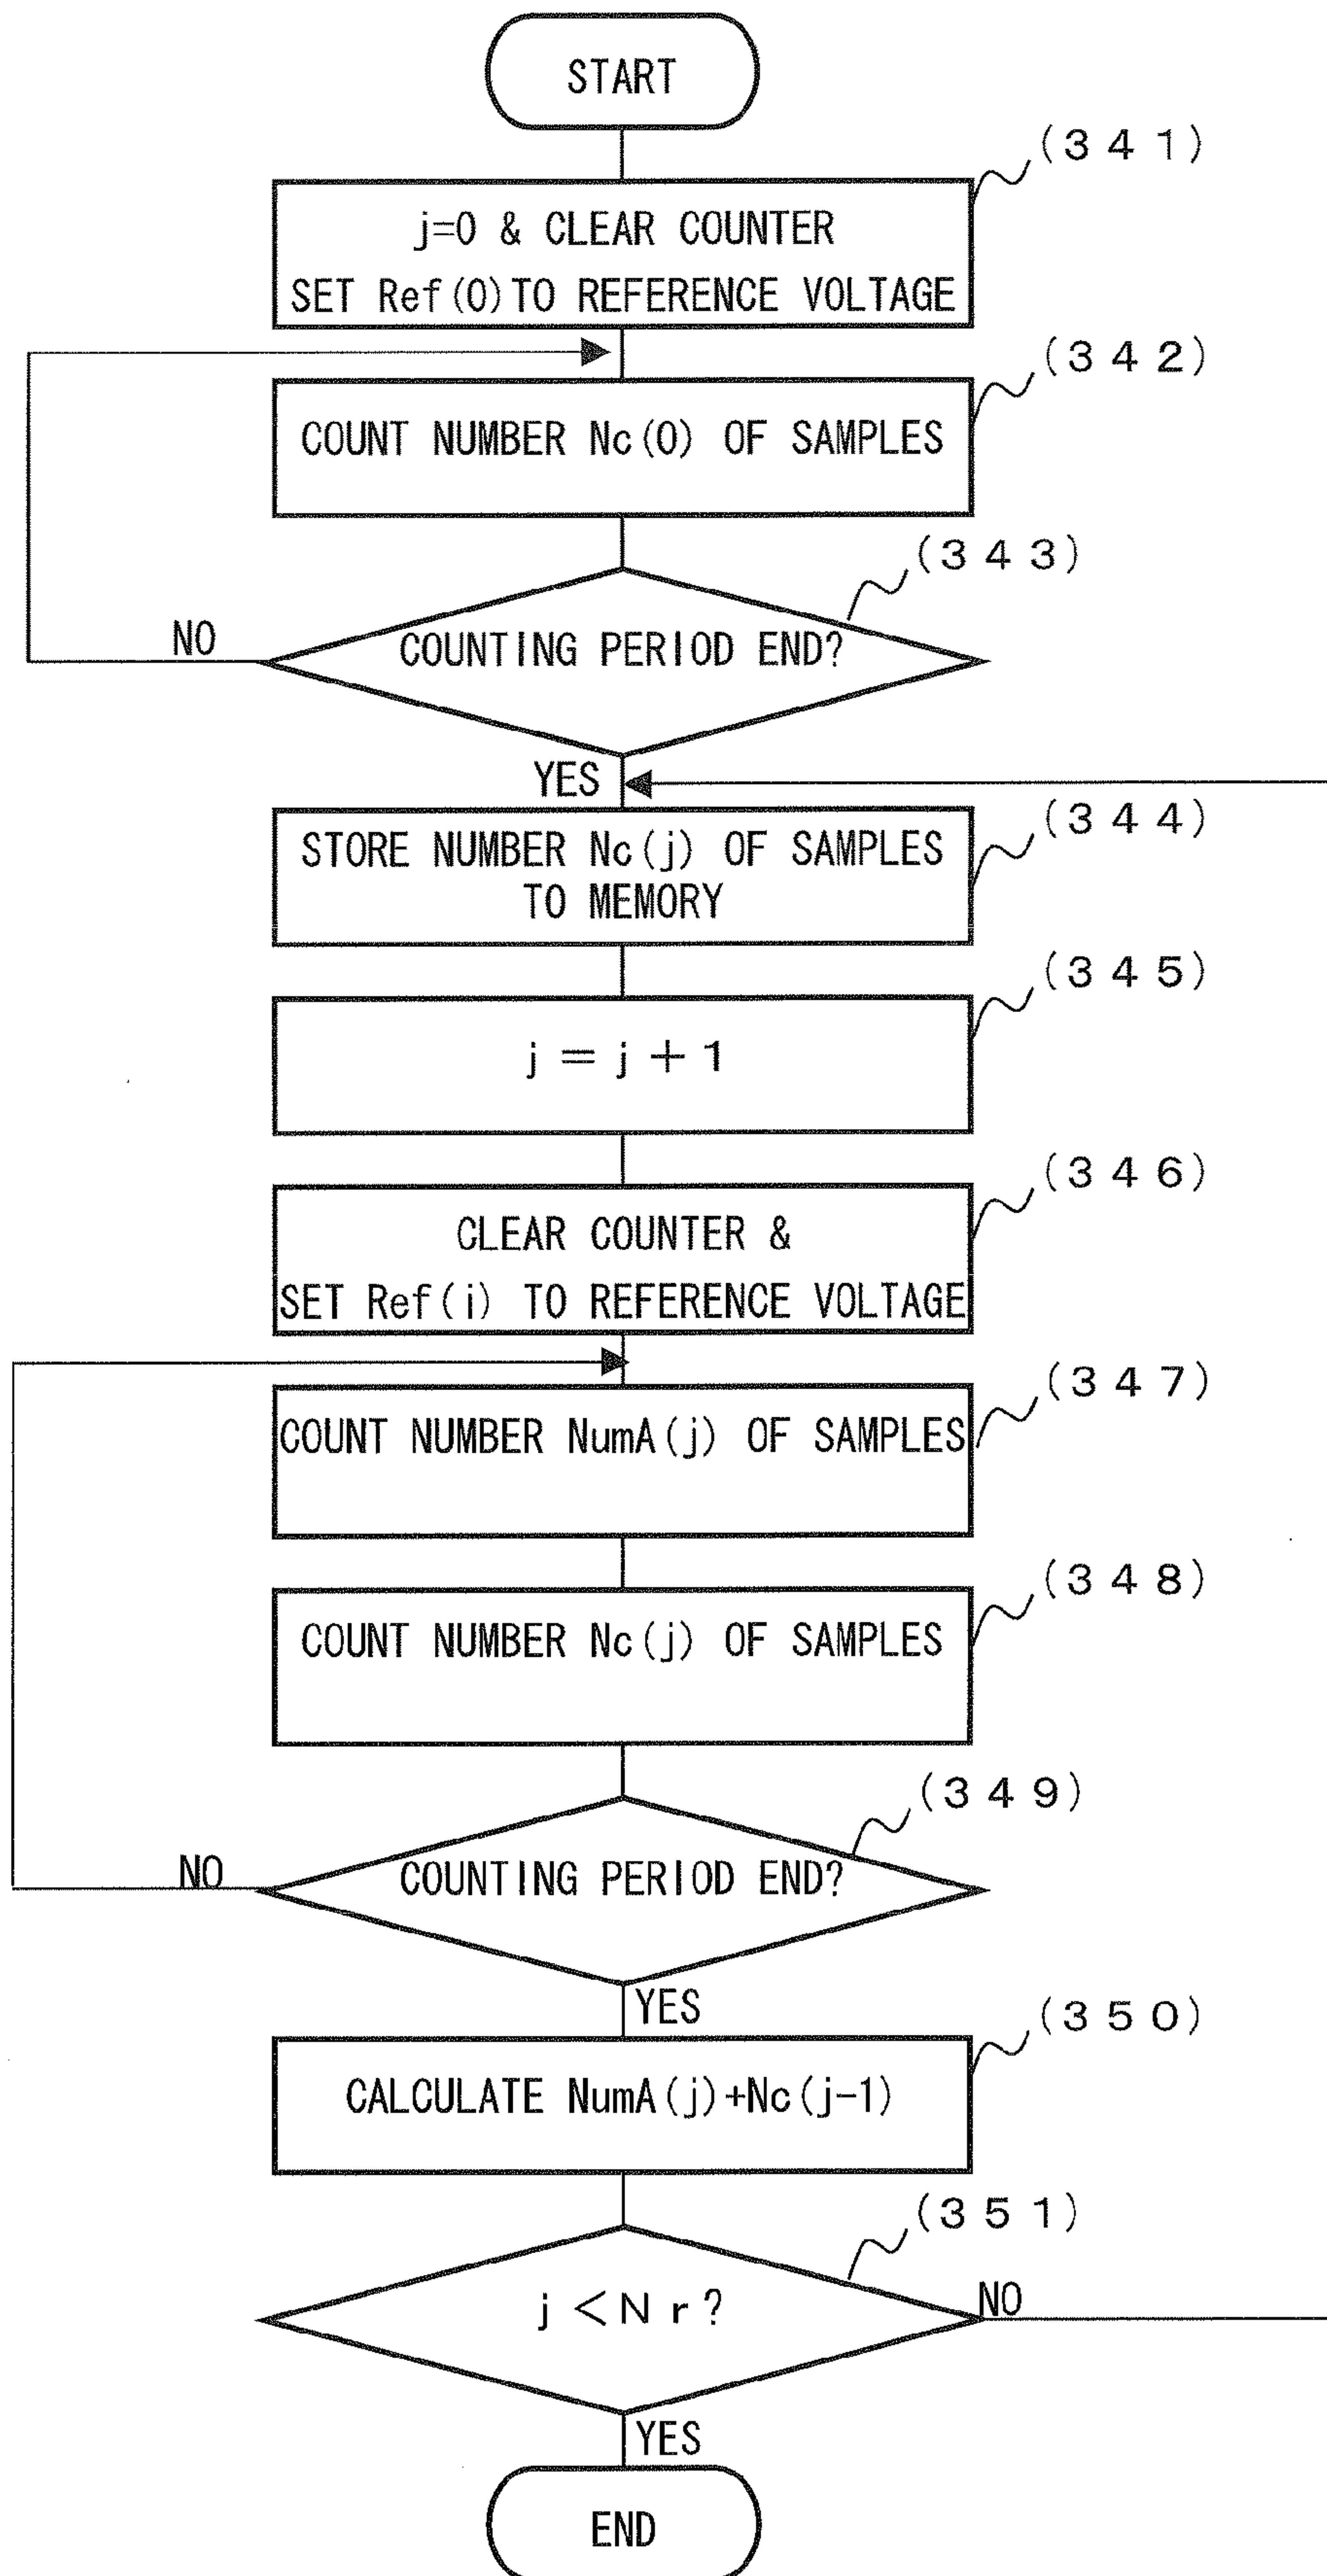 START
(341)
j=0 & CLEAR COUNTER
SET Ref(0)TO REFERENCE VOLTAGE
(342)
COUNT NUMBER Nc(0) OF SAMPLES
(343)
NO
COUNTING PERIOD END?
YES
(344)
STORE NUMBER Nc(j) OF SAMPLES
TO MEMORY
(345)
j = j + 1
(346)
CLEAR COUNTER &
SET Ref(i) TO REFERENCE VOLTAGE
(347)
COUNT NUMBER NumA(j) OF SAMPLES
(348)
COUNT NUMBER Nc(j) OF SAMPLES
(349)
NO
COUNTING PERIOD END?
YES
(350)
CALCULATE NumA(j)+Nc(j-1)
(351)
j < N r ?
NO
YES
END